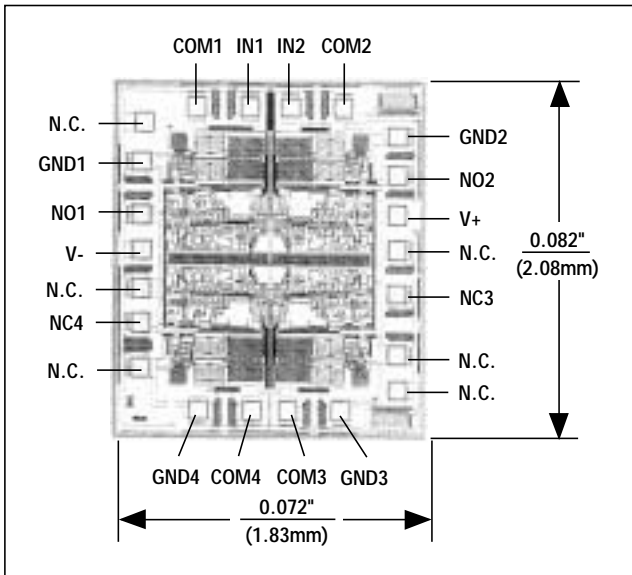 COM1 IN1 IN2 COM2
N.C.
GND1
NO1
V-
N.C.
NC4
N.C.
GND2
NO2
V+
N.C.
NC3
N.C.
N.C.
0.082"
(2.08mm)
GND4 COM4 COM3 GND3
0.072"
(1.83mm)